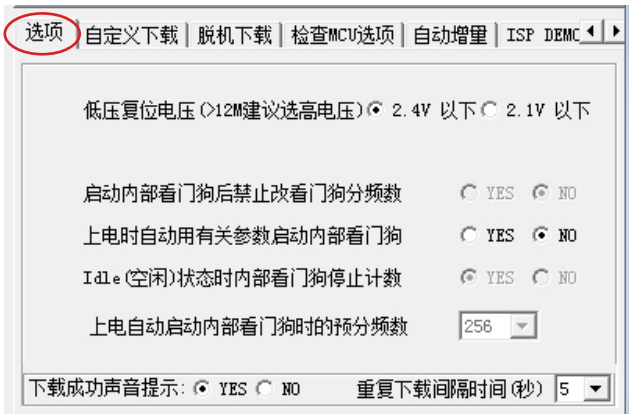 选项 自定义下载 脱机下载 检查MCU选项 自动增量 ISP DEMC
低压复位电压(>12M建议选高电压) 2.4V 以下 2.1V 以下
启动内部看门狗后禁止改看门狗分频数 YES NO
上电时自动用有关参数启动内部看门狗 YES NO
Idle(空闲)状态时内部看门狗停止计数 YES NO
上电自动启动内部看门狗时的预分频数 256
下载成功声音提示: YES NO 重复下载间隔时间(秒) 5